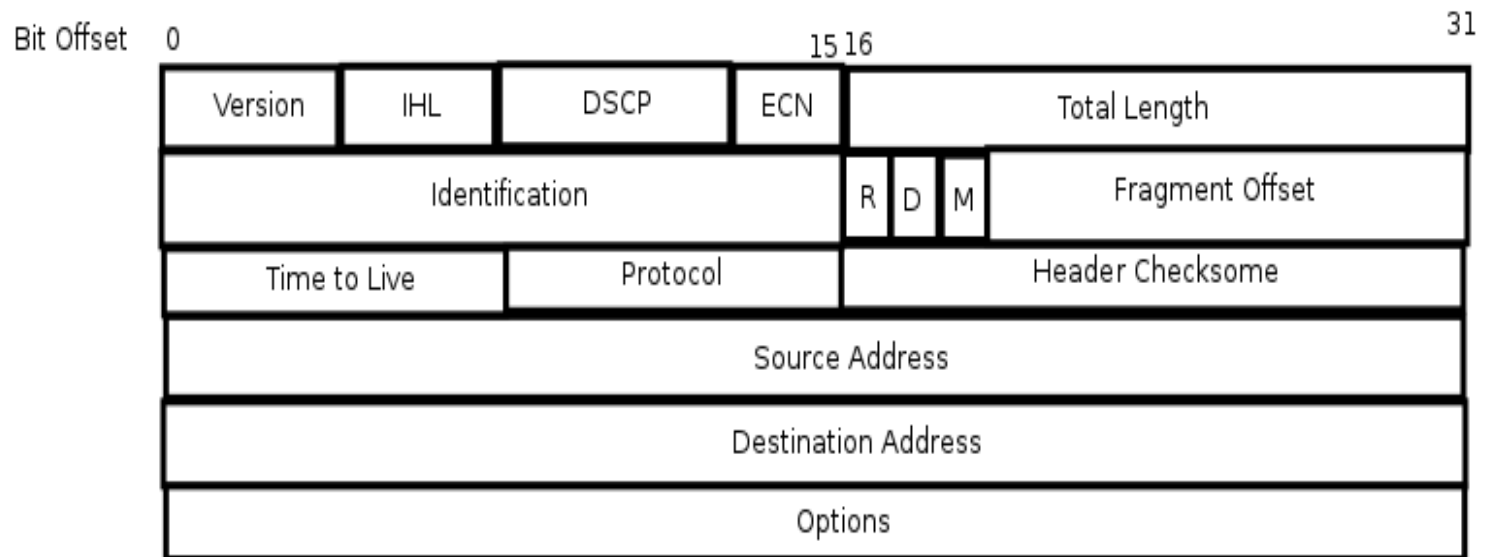 Bit Offset 0 15 16 31
Version IHL DSCP ECN Total Length
Identification R D M Fragment Offset
Time to Live Protocol Header Checksome
Source Address
Destination Address
Options